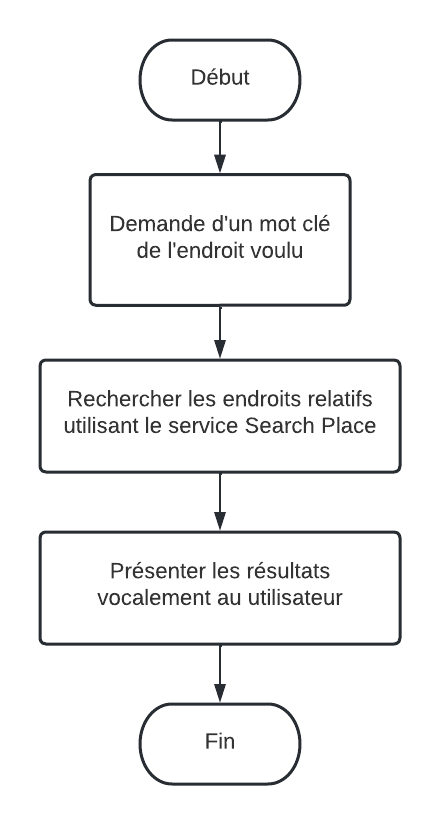 Début
Demande d'un mot clé
de l'endroit voulu
Rechercher les endroits relatifs
utilisant le service Search Place
Présenter les résultats
vocalement au utilisateur
Fin